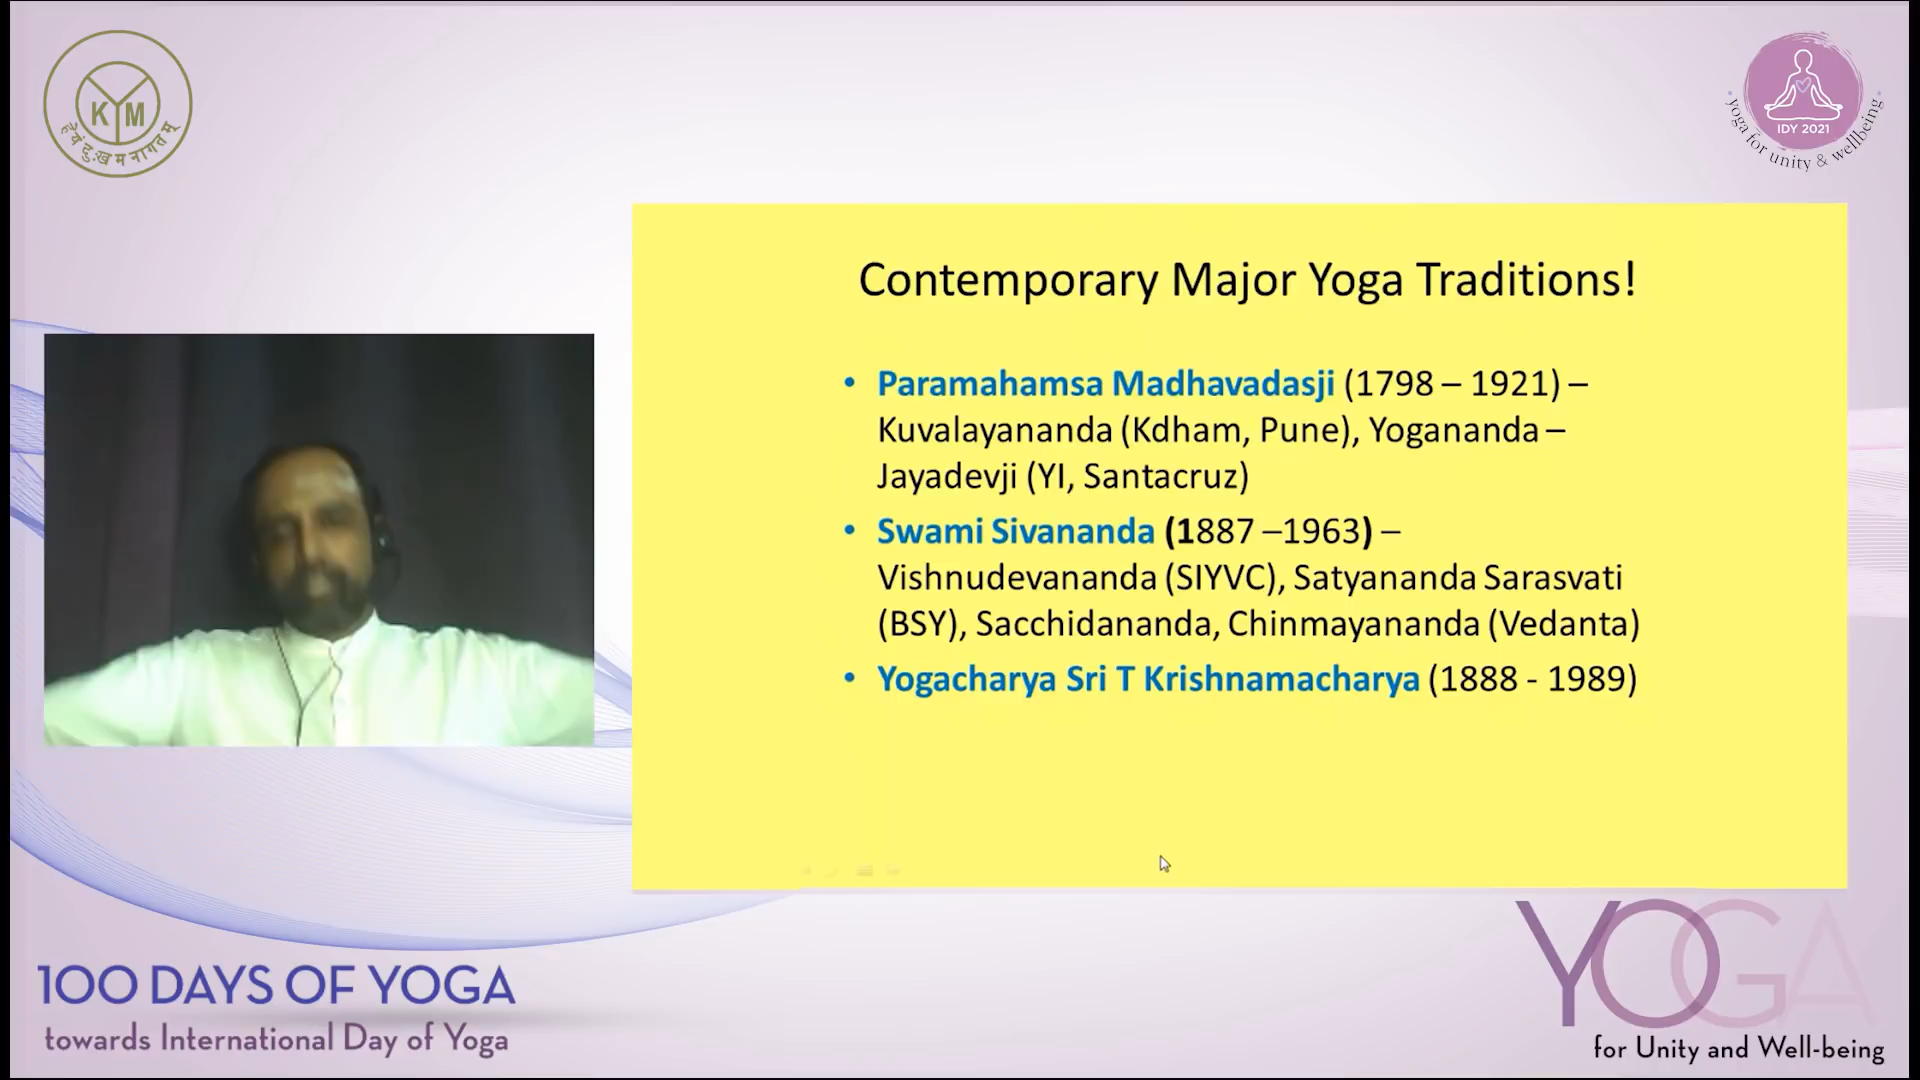 K Y M
हेयं दुःखमनागतम्
IDY 2021
yoga for unity & wellbeing
Contemporary Major Yoga Traditions!
• Paramahamsa Madhavadasji (1798 – 1921) –
Kuvalayananda (Kdham, Pune), Yogananda –
Jayadevji (YI, Santacruz)
• Swami Sivananda (1887 –1963) –
Vishnudevananda (SIYVC), Satyananda Sarasvati
(BSY), Sacchidananda, Chinmayananda (Vedanta)
• Yogacharya Sri T Krishnamacharya (1888 - 1989)
100 DAYS OF YOGA
towards International Day of Yoga
YOGA
for Unity and Well-being